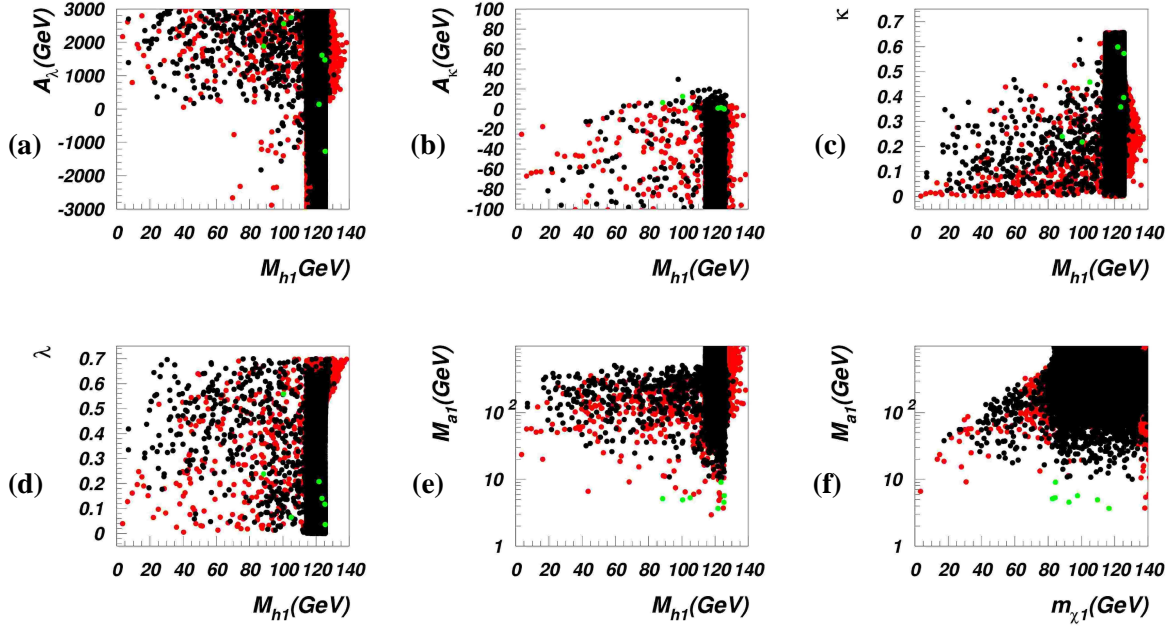 A_λ(GeV)
3000
2000
1000
0
-1000
-2000
-3000
0 20 40 60 80 100 120 140
M_h1 GeV)
(a)
A_κ(GeV)
100
80
60
40
20
0
-20
-40
-60
-80
-100
0 20 40 60 80 100 120 140
M_h1(GeV)
(b)
κ
0.7
0.6
0.5
0.4
0.3
0.2
0.1
0
0 20 40 60 80 100 120 140
M_h1(GeV)
(c)
λ
0.7
0.6
0.5
0.4
0.3
0.2
0.1
0
0 20 40 60 80 100 120 140
M_h1(GeV)
(d)
M_a1(GeV)
10^2
10
1
0 20 40 60 80 100 120 140
M_h1(GeV)
(e)
M_a1(GeV)
10^2
10
1
0 20 40 60 80 100 120 140
m_χ1(GeV)
(f)